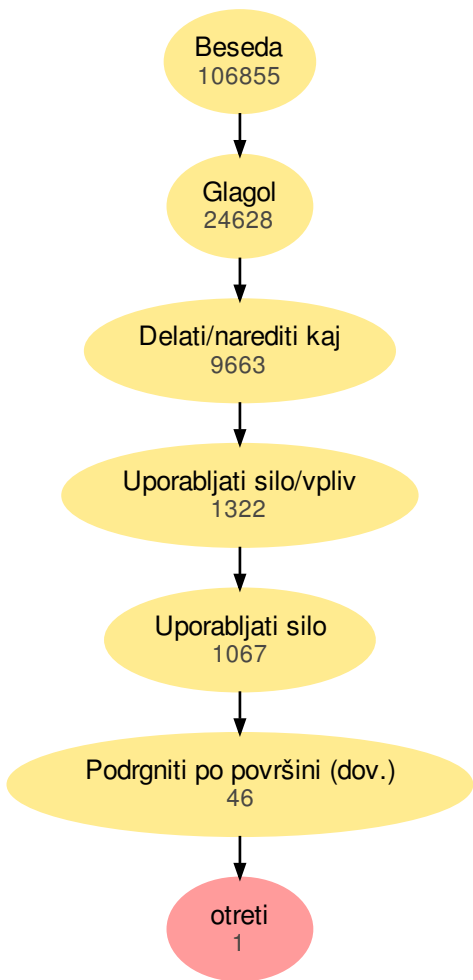 Beseda
106855
Glagol
24628
Delati/narediti kaj
9663
Uporabljati silo/vpliv
1322
Uporabljati silo
1067
Podrgniti po površini (dov.)
46
otreti
1